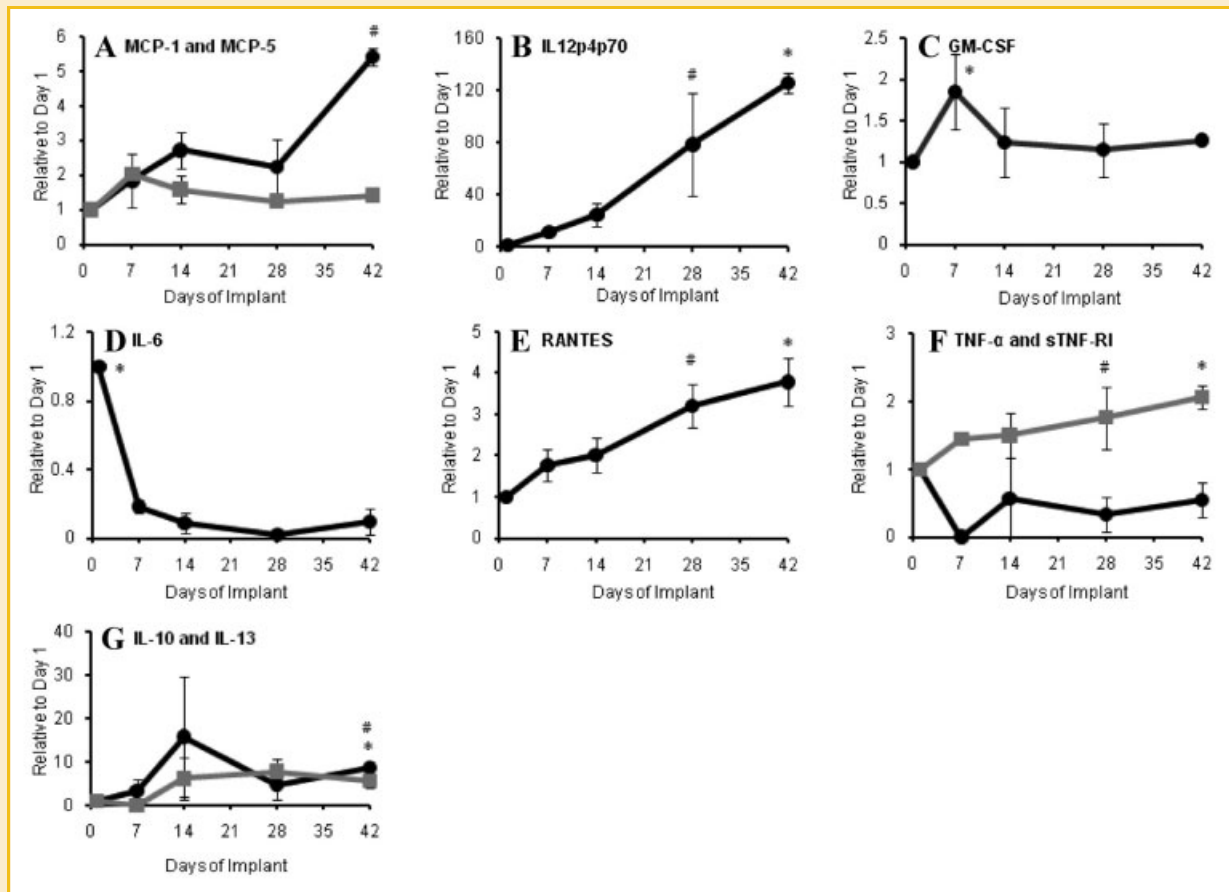 A MCP-1 and MCP-5
#
Relative to Day 1
6
5
4
3
2
1
0
0 7 14 21 28 35 42
Days of Implant
B IL12p4p70
#
*
Relative to Day 1
160
120
80
40
0
0 7 14 21 28 35 42
Days of Implant
C GM-CSF
*
Relative to Day 1
2.5
2
1.5
1
0.5
0
0 7 14 21 28 35 42
Days of Implant
D IL-6
*
Relative to Day 1
1.2
0.8
0.4
0
0 7 14 21 28 35 42
Days of Implant
E RANTES
#
*
Relative to Day 1
5
4
3
2
1
0
0 7 14 21 28 35 42
Days of Implant
F TNF-α and sTNF-RI
#
*
Relative to Day 1
3
2
1
0
0 7 14 21 28 35 42
Days of Implant
G IL-10 and IL-13
#
*
Relative to Day 1
40
30
20
10
0
0 7 14 21 28 35 42
Days of Implant